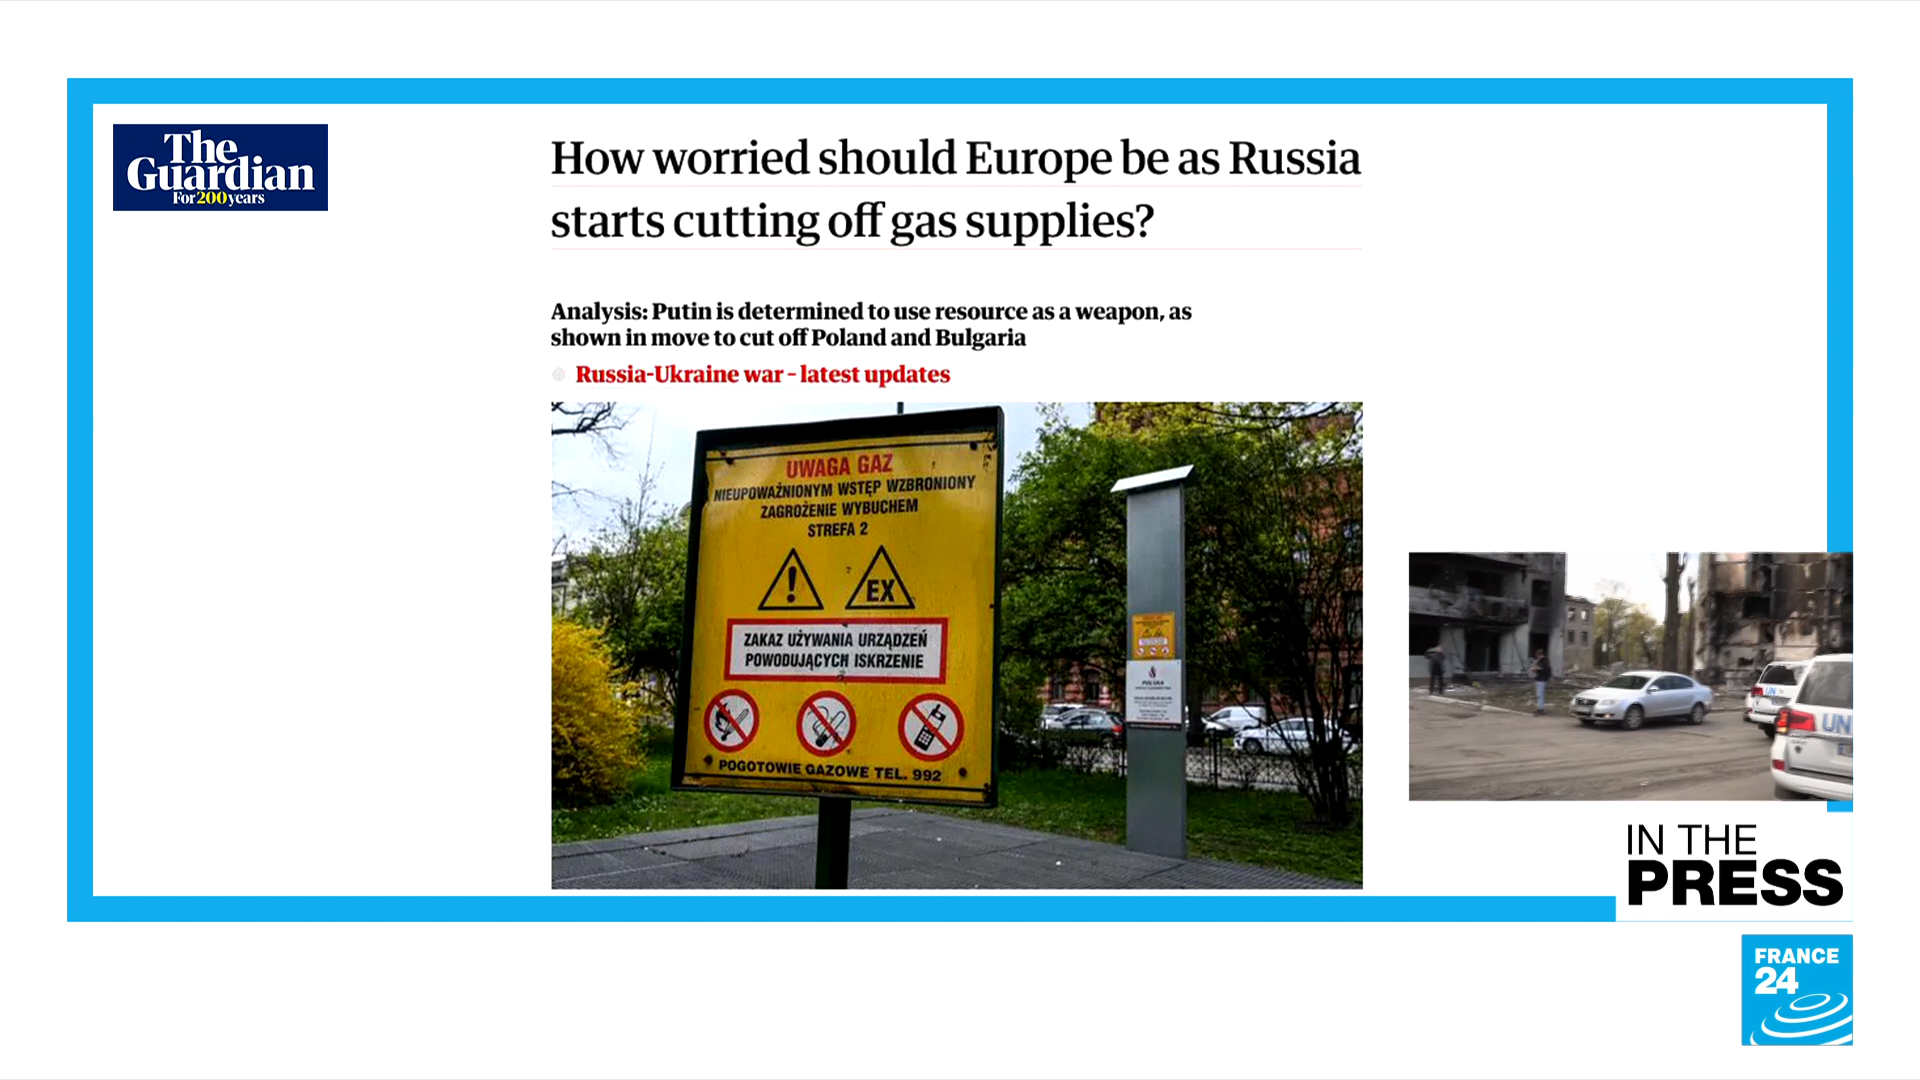 The
Guardian
For 200 years
How worried should Europe be as Russia
starts cutting off gas supplies?
Analysis: Putin is determined to use resource as a weapon, as
shown in move to cut off Poland and Bulgaria
Russia-Ukraine war – latest updates
UWAGA GAZ
NIEUPOWAŻNIONYM WSTĘP WZBRONIONY
ZAGROŻENIE WYBUCHEM
STREFA 2
!
EX
ZAKAZ UŻYWANIA URZĄDZEŃ
POWODUJĄCYCH ISKRZENIE
POGOTOWIE GAZOWE TEL. 992
UN
UN
IN THE
PRESS
FRANCE
24